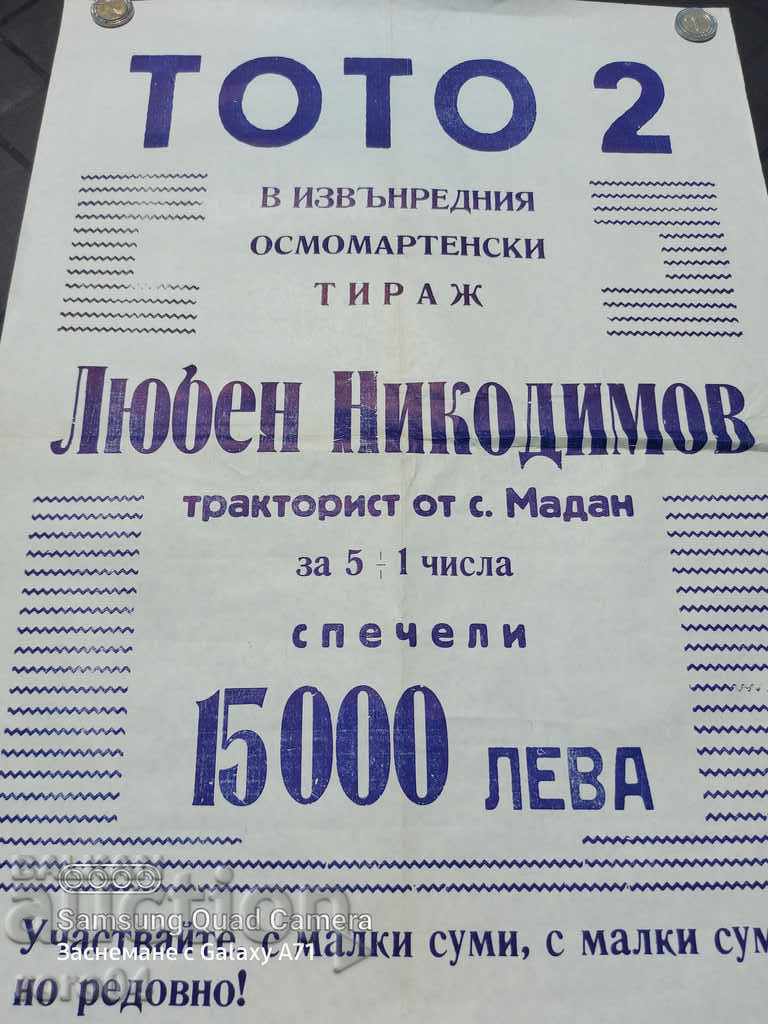 ТОТО 2
В ИЗВЪНРЕДНИЯ
ОСМОМАРТЕНСКИ
ТИРАЖ
Любен Никодимов
тракторист от с. Мадан
за 5 + 1 числа
спечели
15000 ЛЕВА
Участвайте, с малки суми, с малки сум
но редовно!
auction
Samsung Quad Camera
Заснемане с Galaxy A71